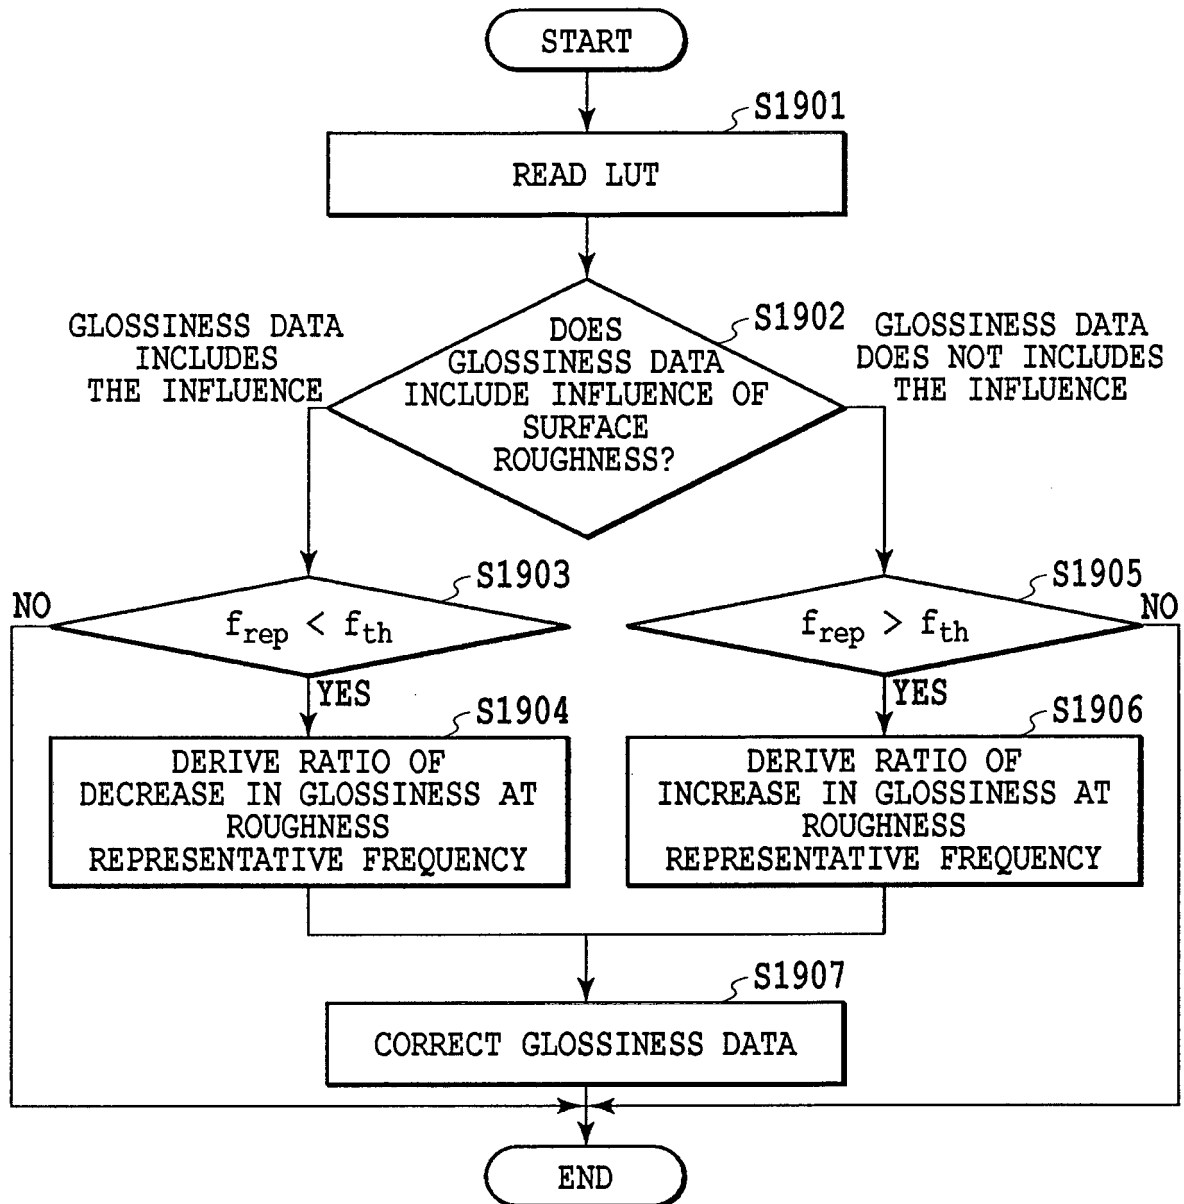 START
S1901
READ LUT
S1902
GLOSSINESS DATA
INCLUDES
THE INFLUENCE
DOES
GLOSSINESS DATA
INCLUDE INFLUENCE OF
SURFACE
ROUGHNESS?
GLOSSINESS DATA
DOES NOT INCLUDES
THE INFLUENCE
S1903
NO
f_rep < f_th
YES
S1905
NO
f_rep > f_th
YES
S1904
DERIVE RATIO OF
DECREASE IN GLOSSINESS AT
ROUGHNESS
REPRESENTATIVE FREQUENCY
S1906
DERIVE RATIO OF
INCREASE IN GLOSSINESS AT
ROUGHNESS
REPRESENTATIVE FREQUENCY
S1907
CORRECT GLOSSINESS DATA
END